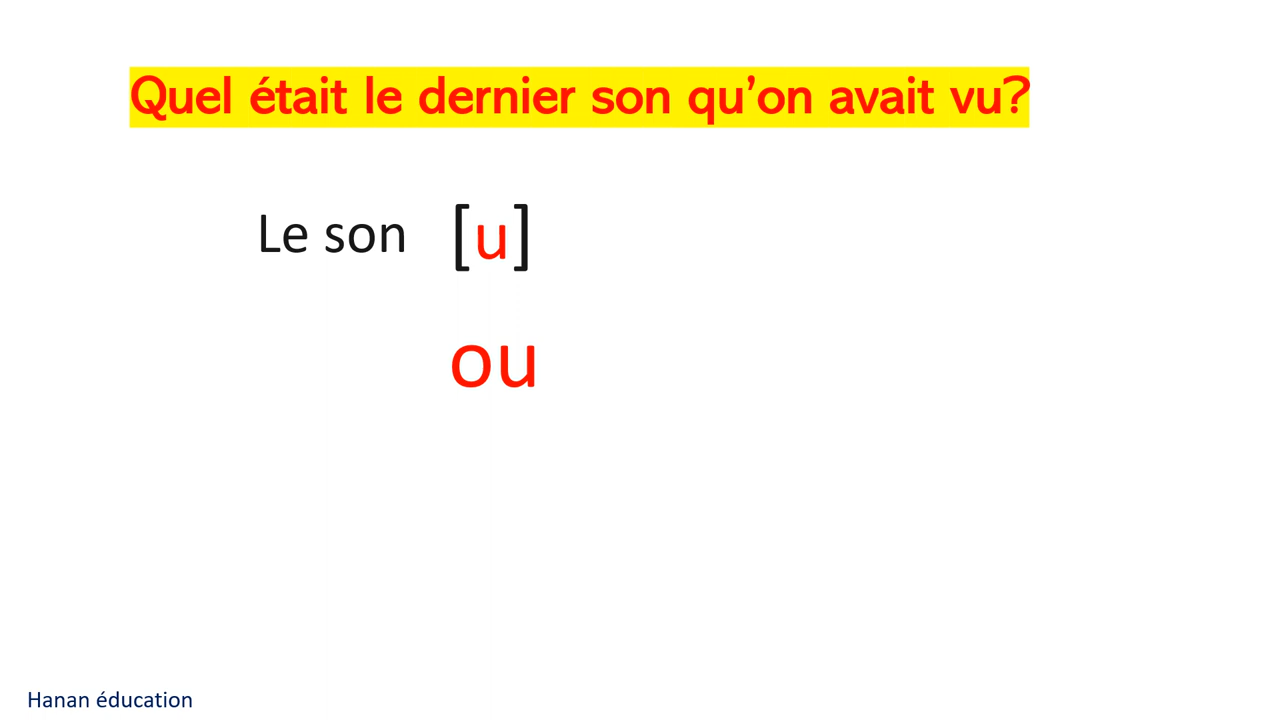 Quel était le dernier son qu’on avait vu?
Le son [u]
ou
Hanan éducation